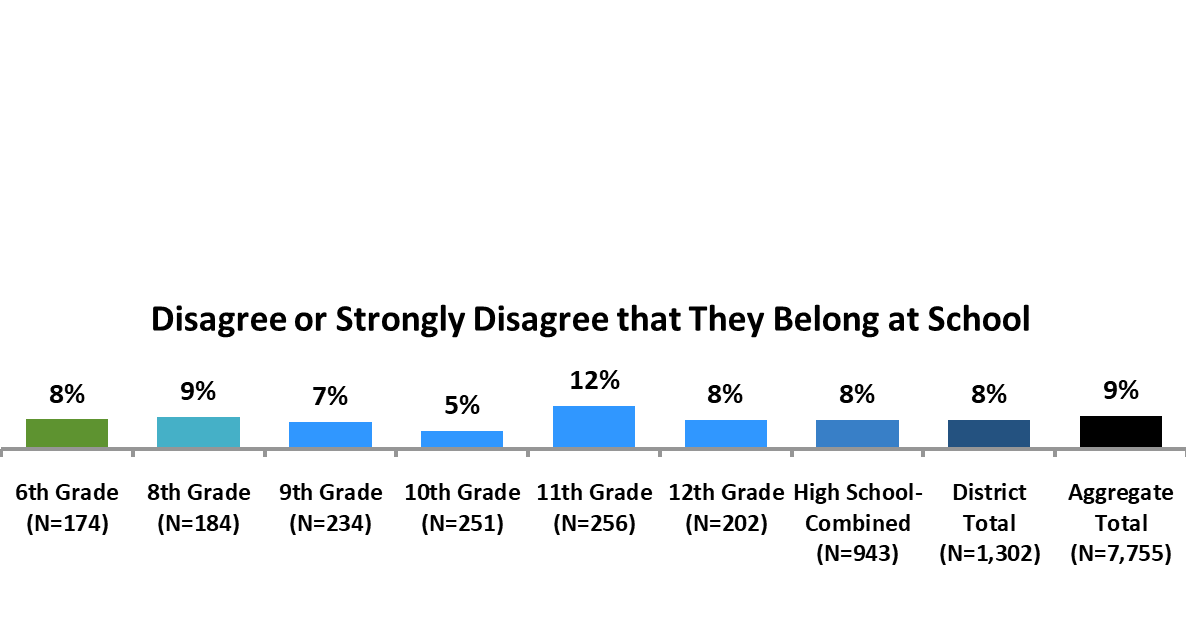 Disagree or Strongly Disagree that They Belong at School
8%
9%
7%
5%
12%
8%
8%
8%
9%
6th Grade
(N=174)
8th Grade
(N=184)
9th Grade
(N=234)
10th Grade
(N=251)
11th Grade
(N=256)
12th Grade
(N=202)
High School-
Combined
(N=943)
District
Total
(N=1,302)
Aggregate
Total
(N=7,755)